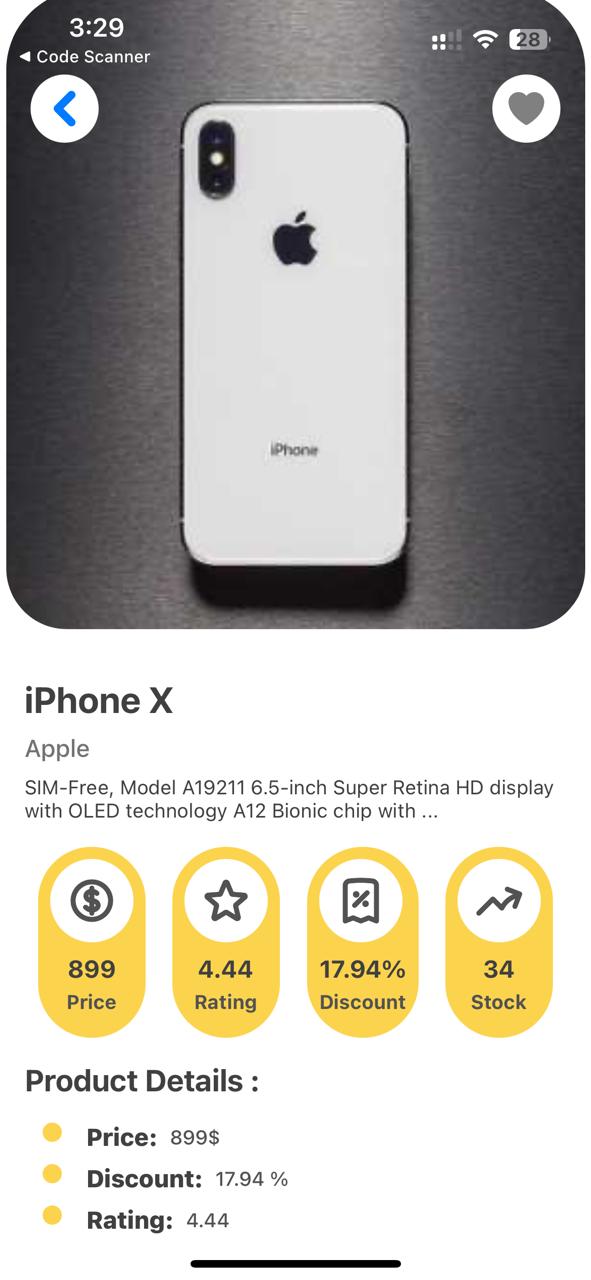 3:29
28
◀ Code Scanner
iPhone
iPhone X
Apple
SIM-Free, Model A19211 6.5-inch Super Retina HD display
with OLED technology A12 Bionic chip with ...
899 4.44 17.94% 34
Price Rating Discount Stock
Product Details :
Price: 899$
Discount: 17.94 %
Rating: 4.44